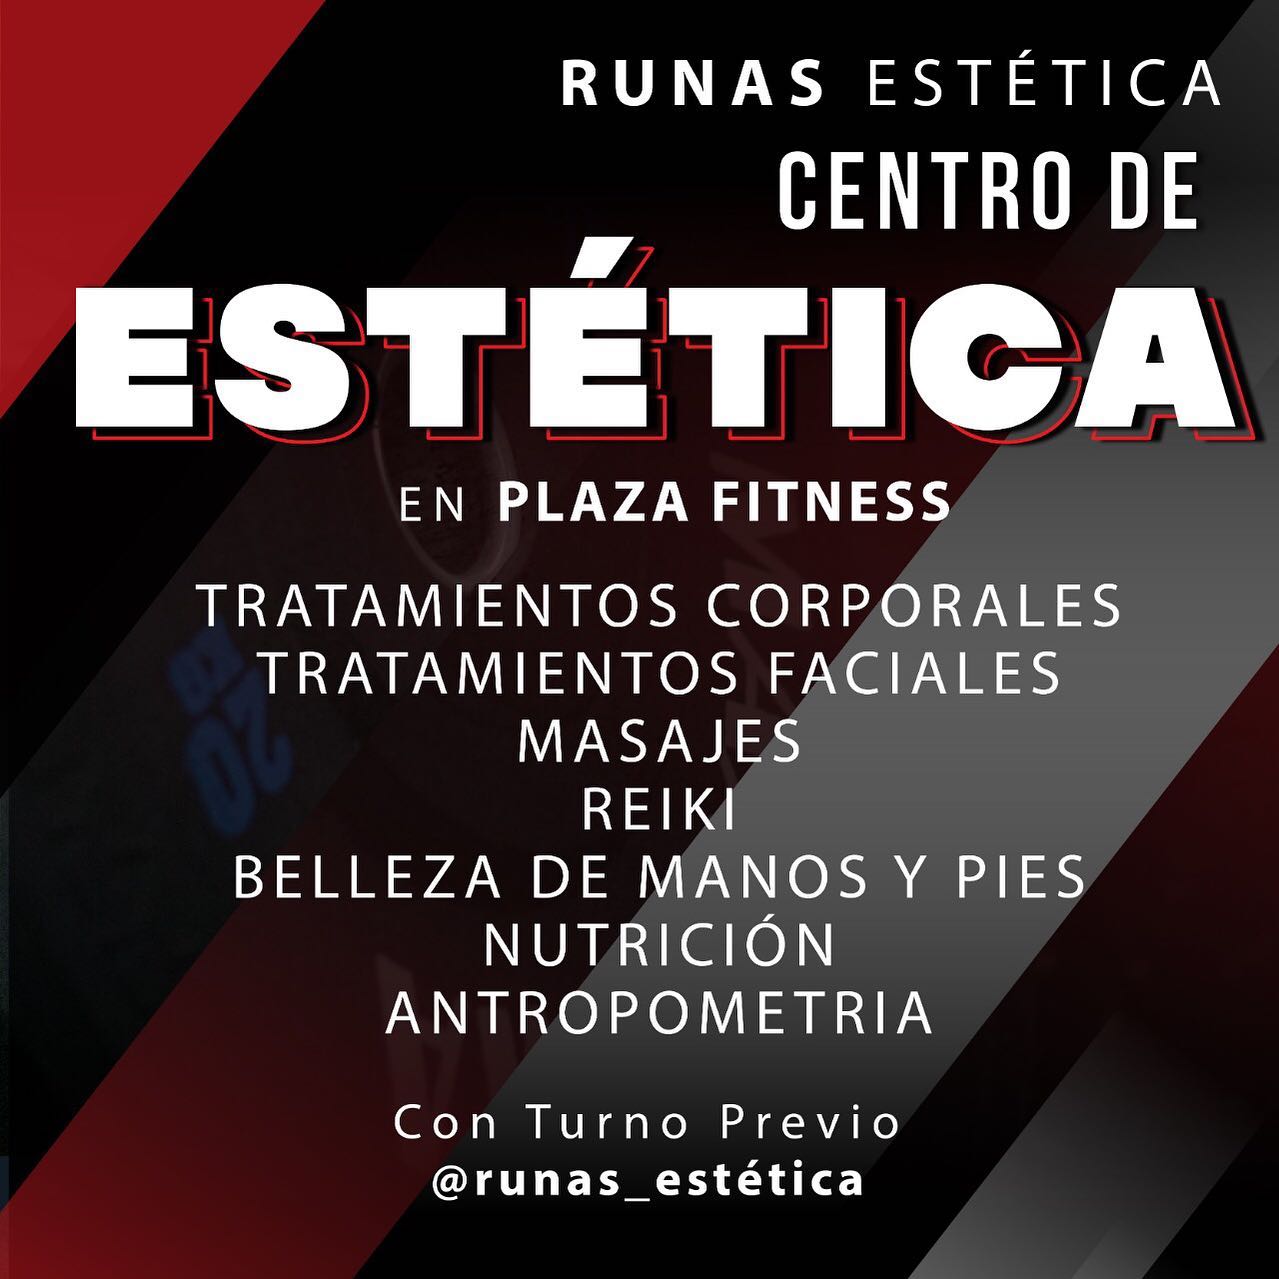 RUNAS ESTÉTICA
CENTRO DE
ESTÉTICA
EN PLAZA FITNESS
TRATAMIENTOS CORPORALES
TRATAMIENTOS FACIALES
MASAJES
REIKI
BELLEZA DE MANOS Y PIES
NUTRICIÓN
ANTROPOMETRIA
Con Turno Previo
@runas_estética
20